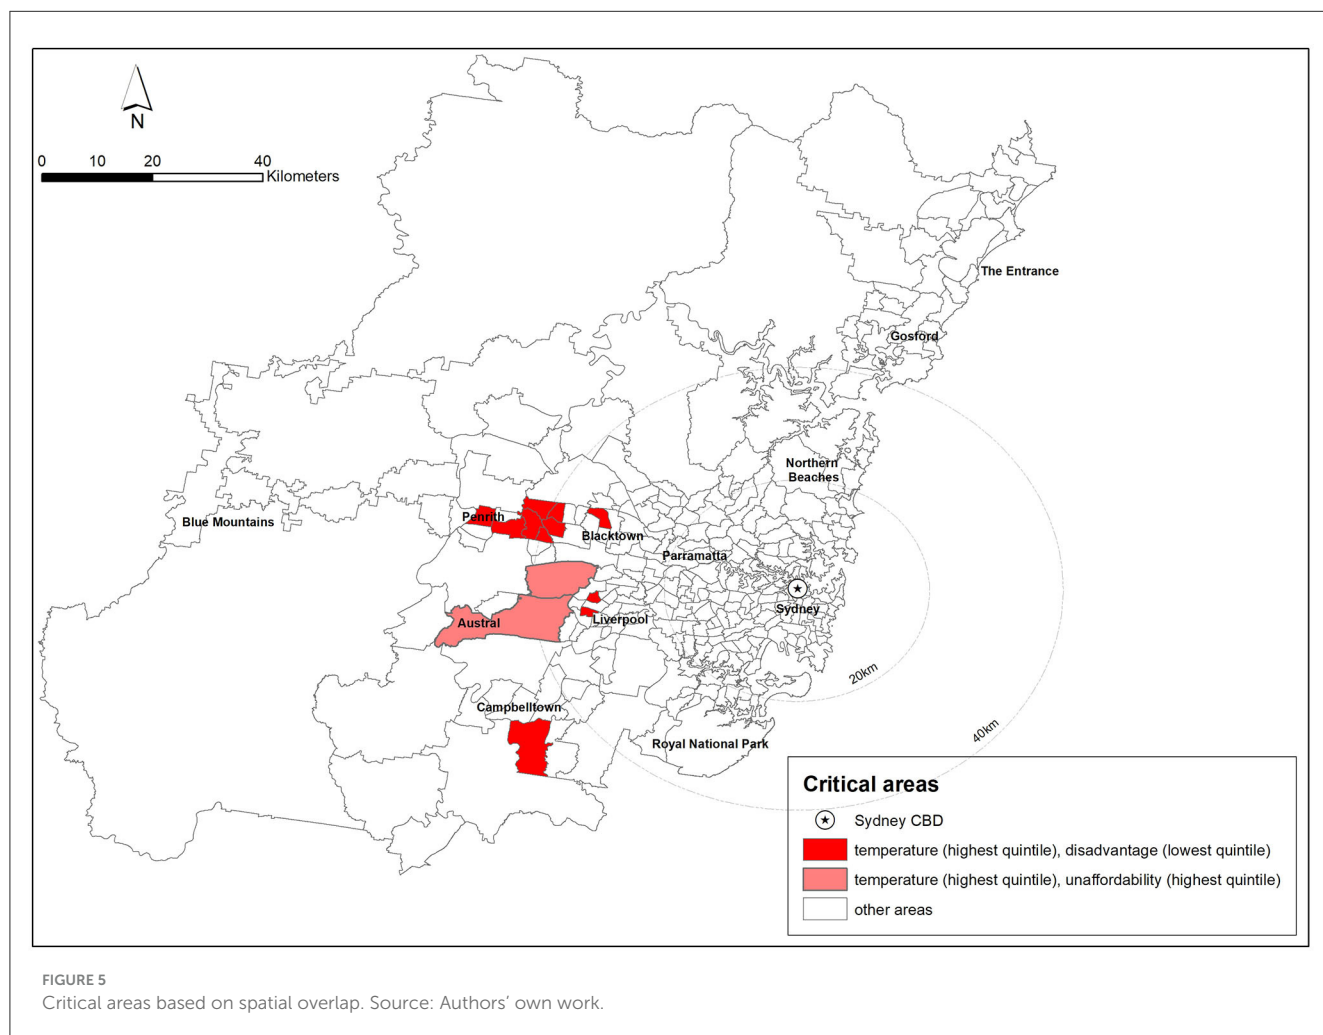 N
0 10 20 40
Kilometers
The Entrance
Gosford
Northern
Beaches
Blue Mountains
Penrith
Blacktown
Parramatta
Sydney
Austral
Liverpool
20km
Campbelltown
Royal National Park
40km
Critical areas
Sydney CBD
temperature (highest quintile), disadvantage (lowest quintile)
temperature (highest quintile), unaffordability (highest quintile)
other areas
FIGURE 5
Critical areas based on spatial overlap. Source: Authors' own work.